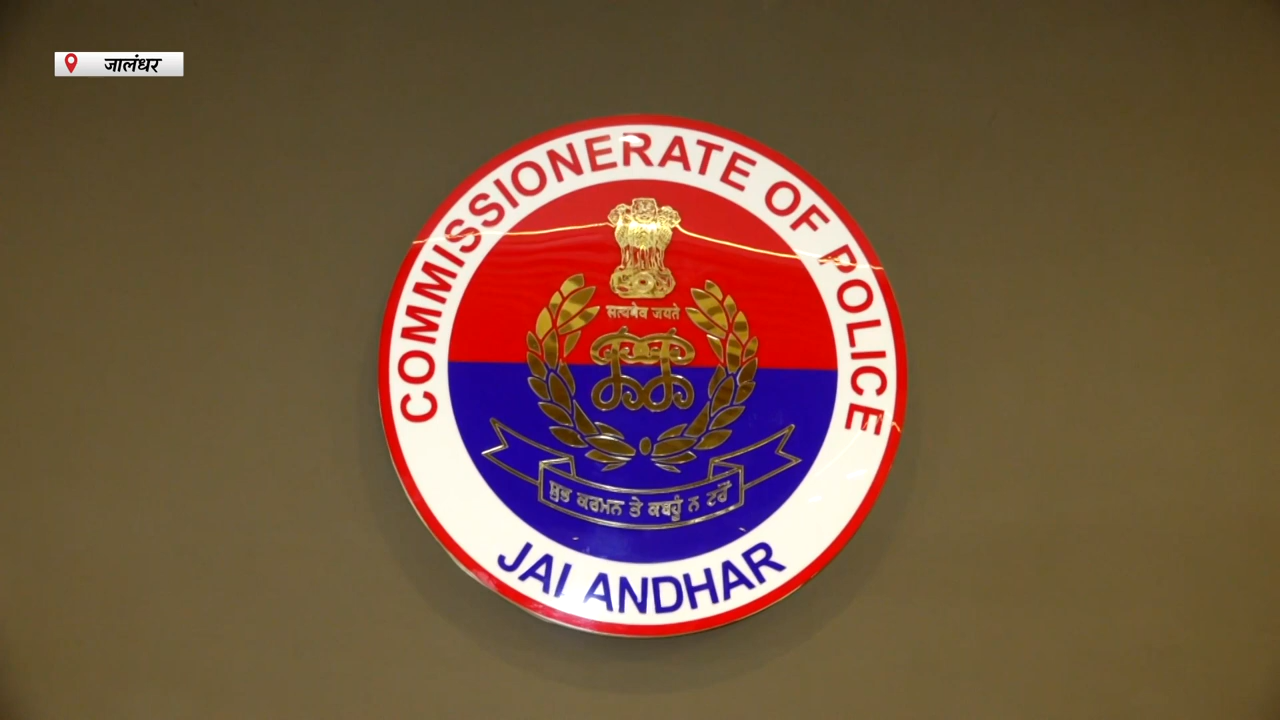 जालंधर
COMMISSIONERATE OF POLICE
सत्यमेव जयते
ਸ਼ੁਭ ਕਰਮਨ ਤੇ ਕਬਹੂੰ ਨ ਟਰੋਂ
JALANDHAR